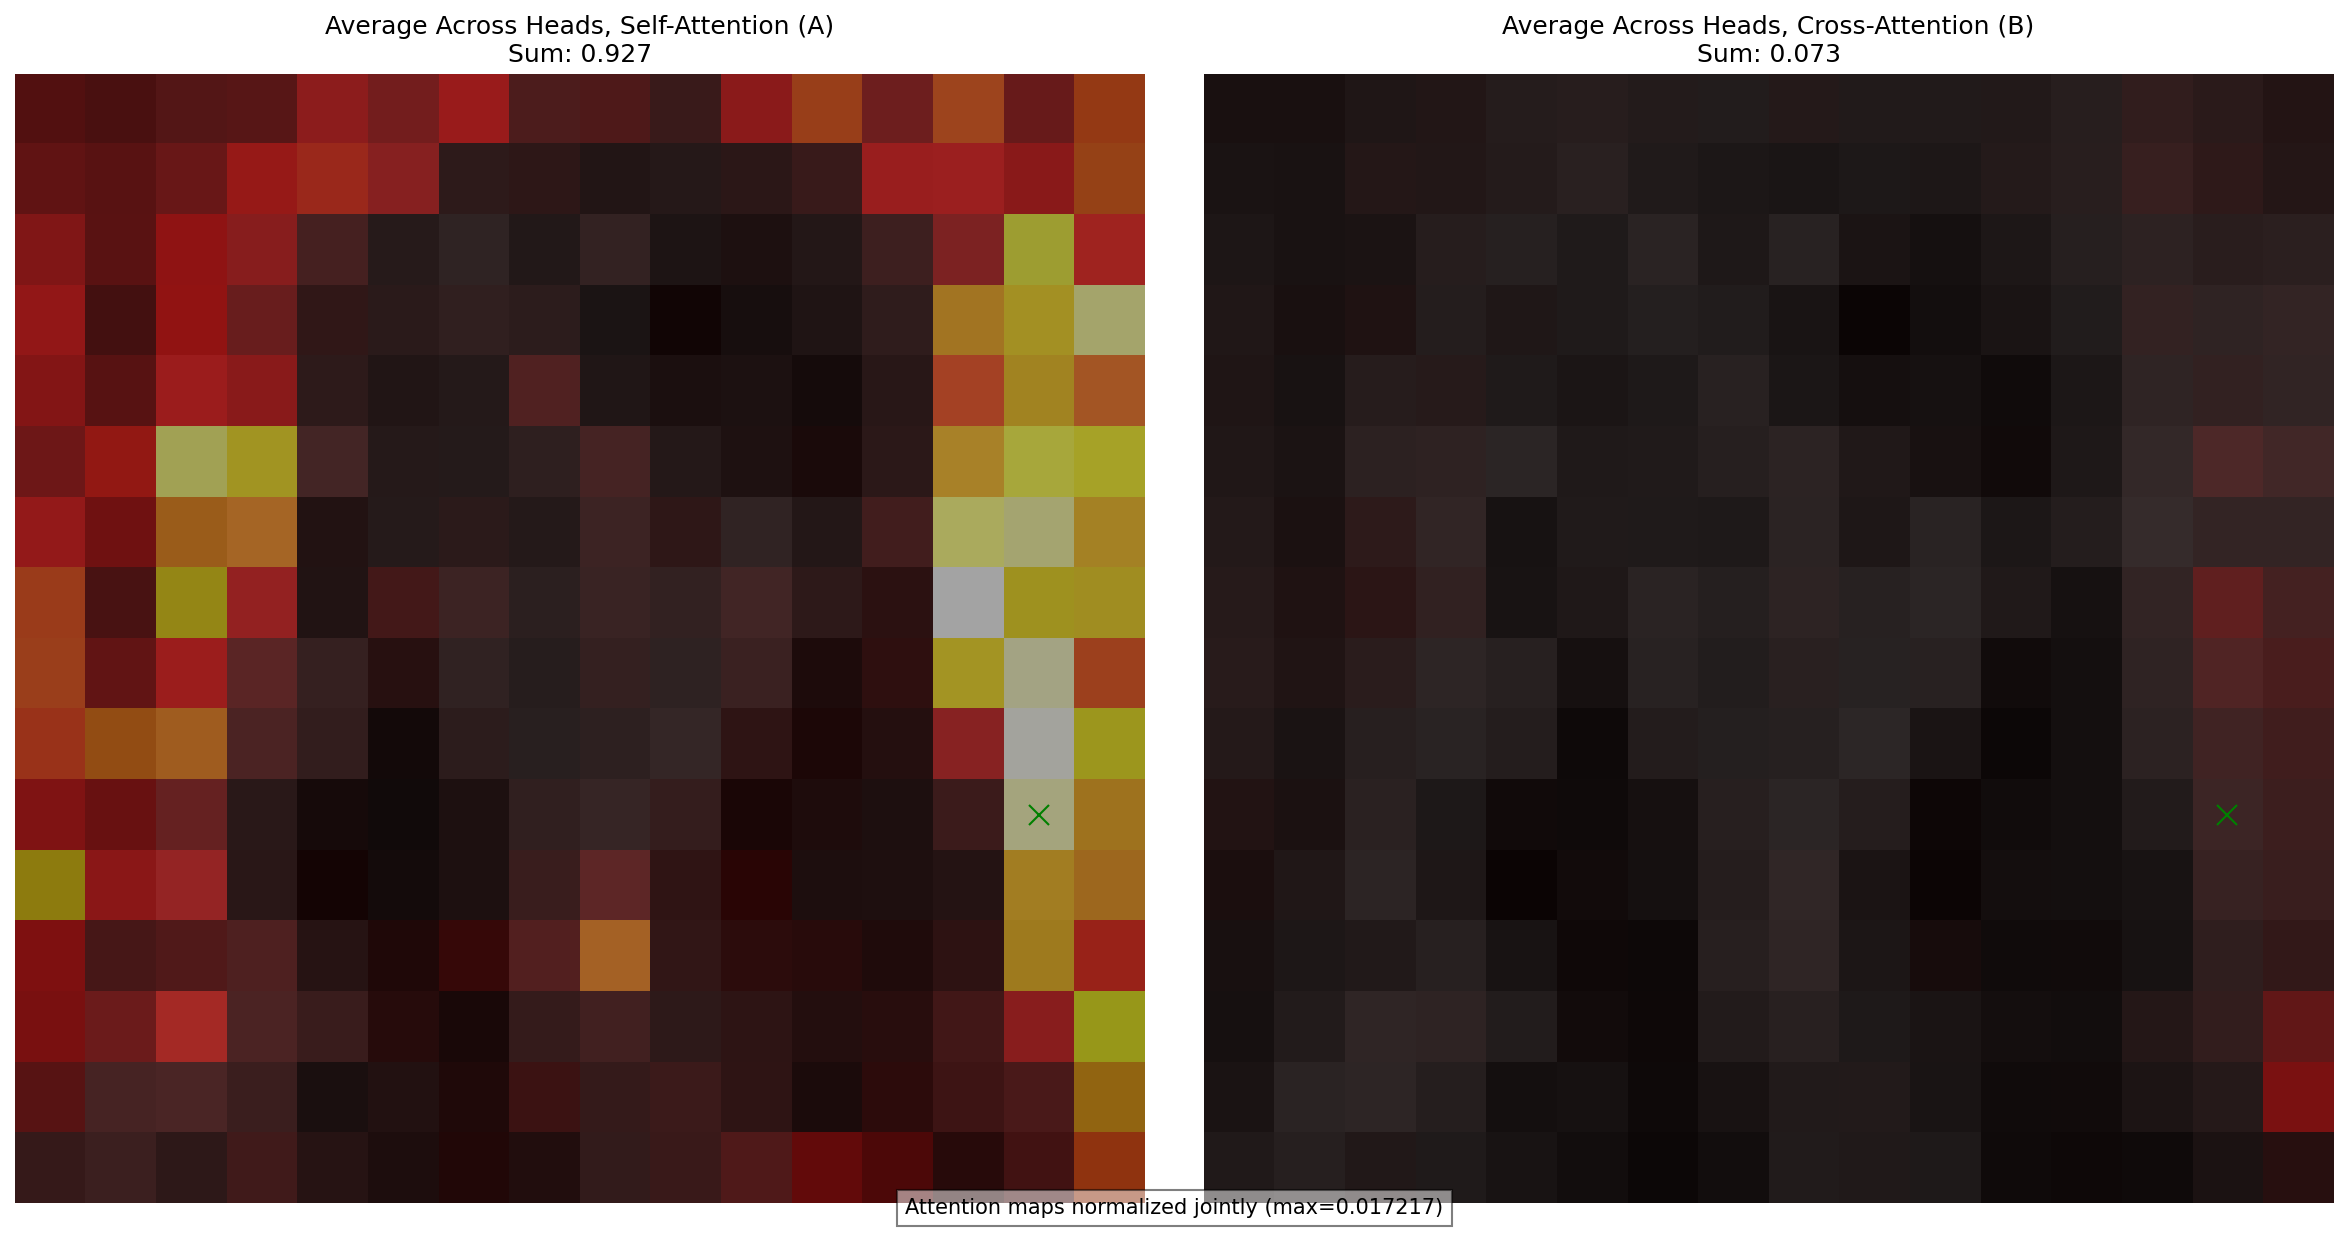 Average Across Heads, Self-Attention (A)
Sum: 0.927
Average Across Heads, Cross-Attention (B)
Sum: 0.073
Attention maps normalized jointly (max=0.017217)